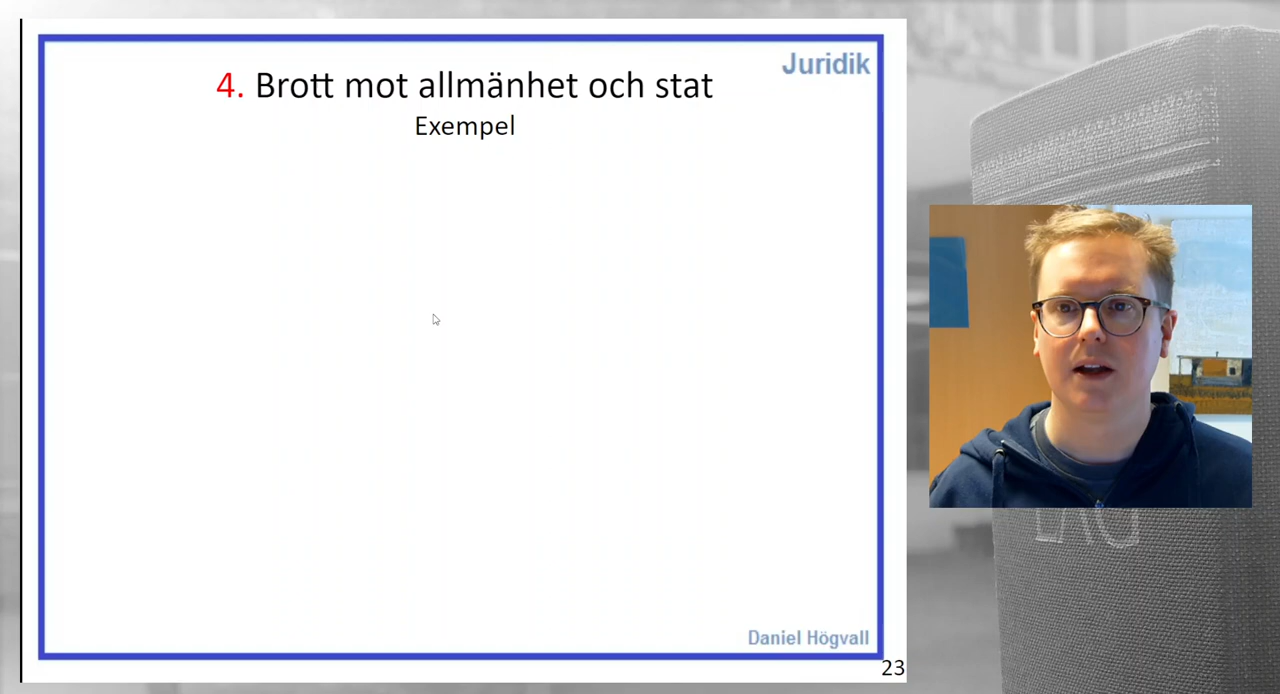 Juridik
4. Brott mot allmänhet och stat
Exempel
Daniel Högvall
23